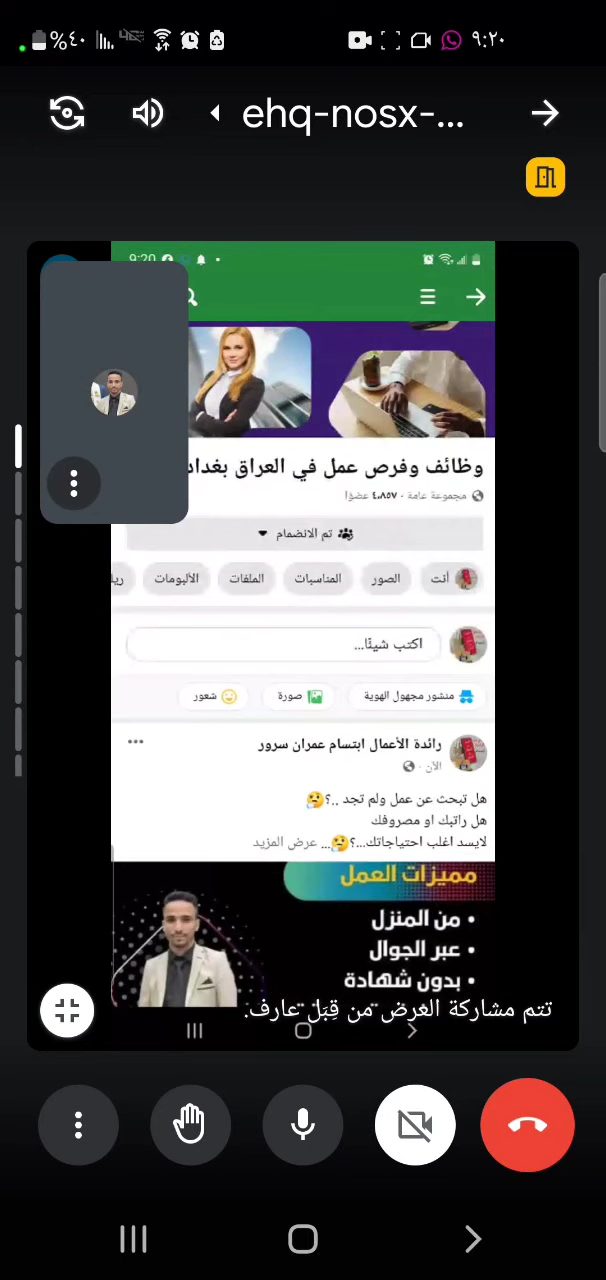 ٩:٢٠
%٤٠
ehq-nosx-...
9:20
وظائف وفرص عمل في العراق بغداد
مجموعة عامة · ٤٬٨٥٧ عضوًا
تم الانضمام
أنت
الصور
المناسبات
الملفات
الألبومات
ريلز
اكتب شيئًا...
منشور مجهول الهوية
صورة
شعور
رائدة الأعمال ابتسام عمران سرور
الآن
هل تبحث عن عمل ولم تجد ..؟🤔
هل راتبك او مصروفك
لايسد اغلب احتياجاتك...؟🤔... عرض المزيد
مميزات العمل
• من المنزل
• عبر الجوال
• بدون شهادة
تتم مشاركة العرض من قِبَل عارف.